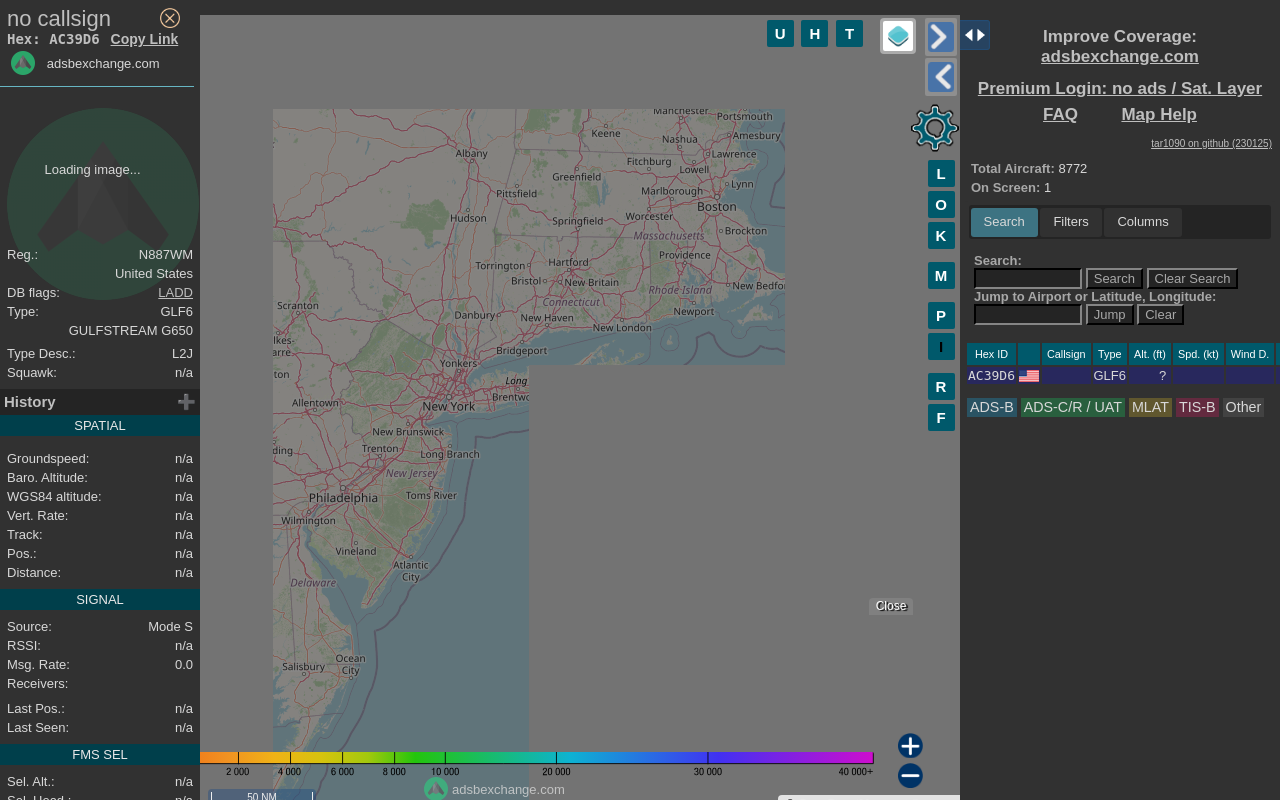 no callsign
Hex: AC39D6 Copy Link
adsbexchange.com
Loading image...
Reg.: N887WM
United States
DB flags: LADD
Type: GLF6
GULFSTREAM G650
Type Desc.: L2J
Squawk: n/a
History
SPATIAL
Groundspeed: n/a
Baro. Altitude: n/a
WGS84 altitude: n/a
Vert. Rate: n/a
Track: n/a
Pos.: n/a
Distance: n/a
SIGNAL
Source: Mode S
RSSI: n/a
Msg. Rate: 0.0
Receivers:
Last Pos.: n/a
Last Seen: n/a
FMS SEL
Sel. Alt.: n/a
Sel. Head.: n/a
U H T
L
O
K
M
P
I
R
F
Manchester
Portsmouth
Keene
Nashua
Amesbury
Albany
Fitchburg
Lawrence
Greenfield
Lowell
Pittsfield
Marlborough
Lynn
Hudson
Springfield
Worcester
Boston
Massachusetts
Brockton
Torrington
Hartford
Providence
Bristol
New Britain
Rhode Island
New Bedfo
Scranton
Connecticut
Danbury
New Haven
New London
Newport
lkes-
arre
Bridgeport
Yonkers
ton
Long
Allentown
New York
Brentwo
New Brunswick
ding
Trenton
Long Branch
New Jersey
Philadelphia
Toms River
Wilmington
Vineland
Atlantic
City
Delaware
Ocean
City
Salisbury
Close
2 000 4 000 6 000 8 000 10 000 20 000 30 000 40 000+
adsbexchange.com
50 NM
Improve Coverage:
adsbexchange.com
Premium Login: no ads / Sat. Layer
FAQ Map Help
tar1090 on github (230125)
Total Aircraft: 8772
On Screen: 1
Search Filters Columns
Search:
Search Clear Search
Jump to Airport or Latitude, Longitude:
Jump Clear
Hex ID Callsign Type Alt. (ft) Spd. (kt) Wind D.
AC39D6 GLF6 ?
ADS-B ADS-C/R / UAT MLAT TIS-B Other